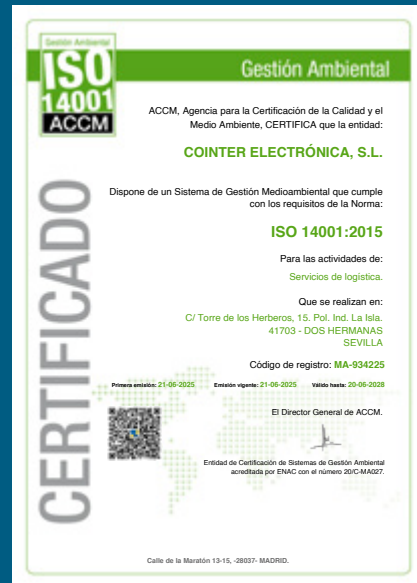 Gestión Ambiental
ISO
14001
ACCM
Gestión Ambiental
ACCM, Agencia para la Certificación de la Calidad y el
Medio Ambiente, CERTIFICA que la entidad:
COINTER ELECTRÓNICA, S.L.
Dispone de un Sistema de Gestión Medioambiental que cumple
con los requisitos de la Norma:
ISO 14001:2015
Para las actividades de:
Servicios de logística.
Que se realizan en:
C/ Torre de los Herberos, 15. Pol. Ind. La Isla.
41703 - DOS HERMANAS
SEVILLA
Código de registro: MA-934225
Primera emisión: 21-06-2025 Emisión vigente: 21-06-2025 Válido hasta: 20-06-2028
El Director General de ACCM.
Entidad de Certificación de Sistemas de Gestión Ambiental
acreditada por ENAC con el número 20/C-MA027.
CERTIFICADO
Calle de la Maratón 13-15, -28037- MADRID.